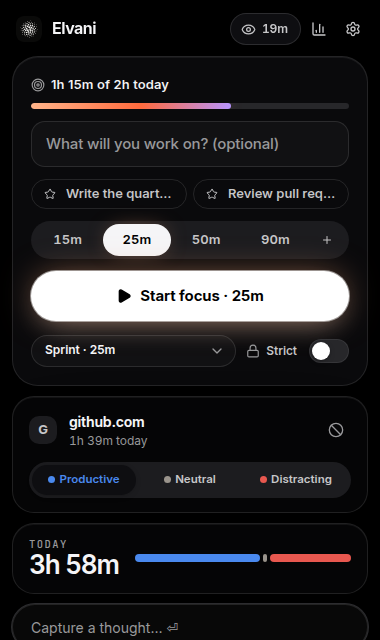 Elvani
19m
1h 15m of 2h today
What will you work on? (optional)
Write the quart...
Review pull req...
15m 25m 50m 90m +
Start focus · 25m
Sprint · 25m
Strict
G
github.com
1h 39m today
Productive
Neutral
Distracting
TODAY
3h 58m
Capture a thought... ⏎